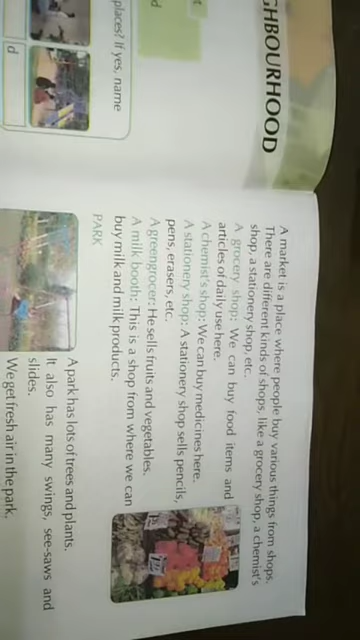 GHBOURHOOD
places? If yes, name
d
A market is a place where people buy various things from shops.
There are different kinds of shops, like a grocery shop, a chemist's
shop, a stationery shop, etc.
A grocery shop: We can buy food items and
articles of daily use here.
A chemist's shop: We can buy medicines here.
A stationery shop: A stationery shop sells pencils,
pens, erasers, etc.
A greengrocer: He sells fruits and vegetables.
A milk booth: This is a shop from where we can
buy milk and milk products.
PARK
A park has lots of trees and plants.
It also has many swings, see-saws and
slides.
We get fresh air in the park.